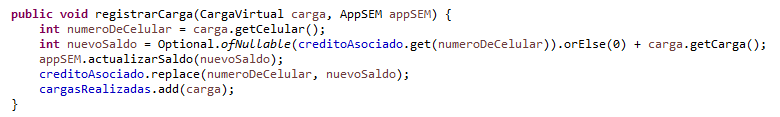 public void registrarCarga(CargaVirtual carga, AppSEM appSEM) {
    int numeroDeCelular = carga.getCelular();
    int nuevoSaldo = Optional.ofNullable(creditoAsociado.get(numeroDeCelular)).orElse(0) + carga.getCarga();
    appSEM.actualizarSaldo(nuevoSaldo);
    creditoAsociado.replace(numeroDeCelular, nuevoSaldo);
    cargasRealizadas.add(carga);
}